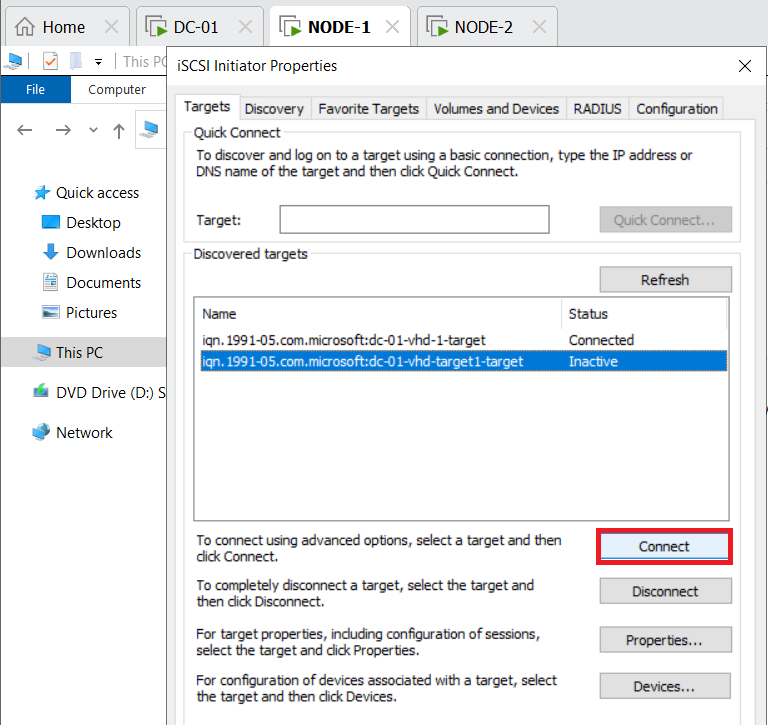 Home
DC-01
NODE-1
NODE-2
This PC
iSCSI Initiator Properties
File
Computer
Targets
Discovery
Favorite Targets
Volumes and Devices
RADIUS
Configuration
Quick Connect
To discover and log on to a target using a basic connection, type the IP address or
DNS name of the target and then click Quick Connect.
Target:
Quick Connect...
Discovered targets
Refresh
Name
Status
iqn.1991-05.com.microsoft:dc-01-vhd-1-target
Connected
iqn.1991-05.com.microsoft:dc-01-vhd-target1-target
Inactive
To connect using advanced options, select a target and then
click Connect.
Connect
To completely disconnect a target, select the target and
then click Disconnect.
Disconnect
For target properties, including configuration of sessions,
select the target and click Properties.
Properties...
For configuration of devices associated with a target, select
the target and then click Devices.
Devices...
Quick access
Desktop
Downloads
Documents
Pictures
This PC
DVD Drive (D:) S
Network